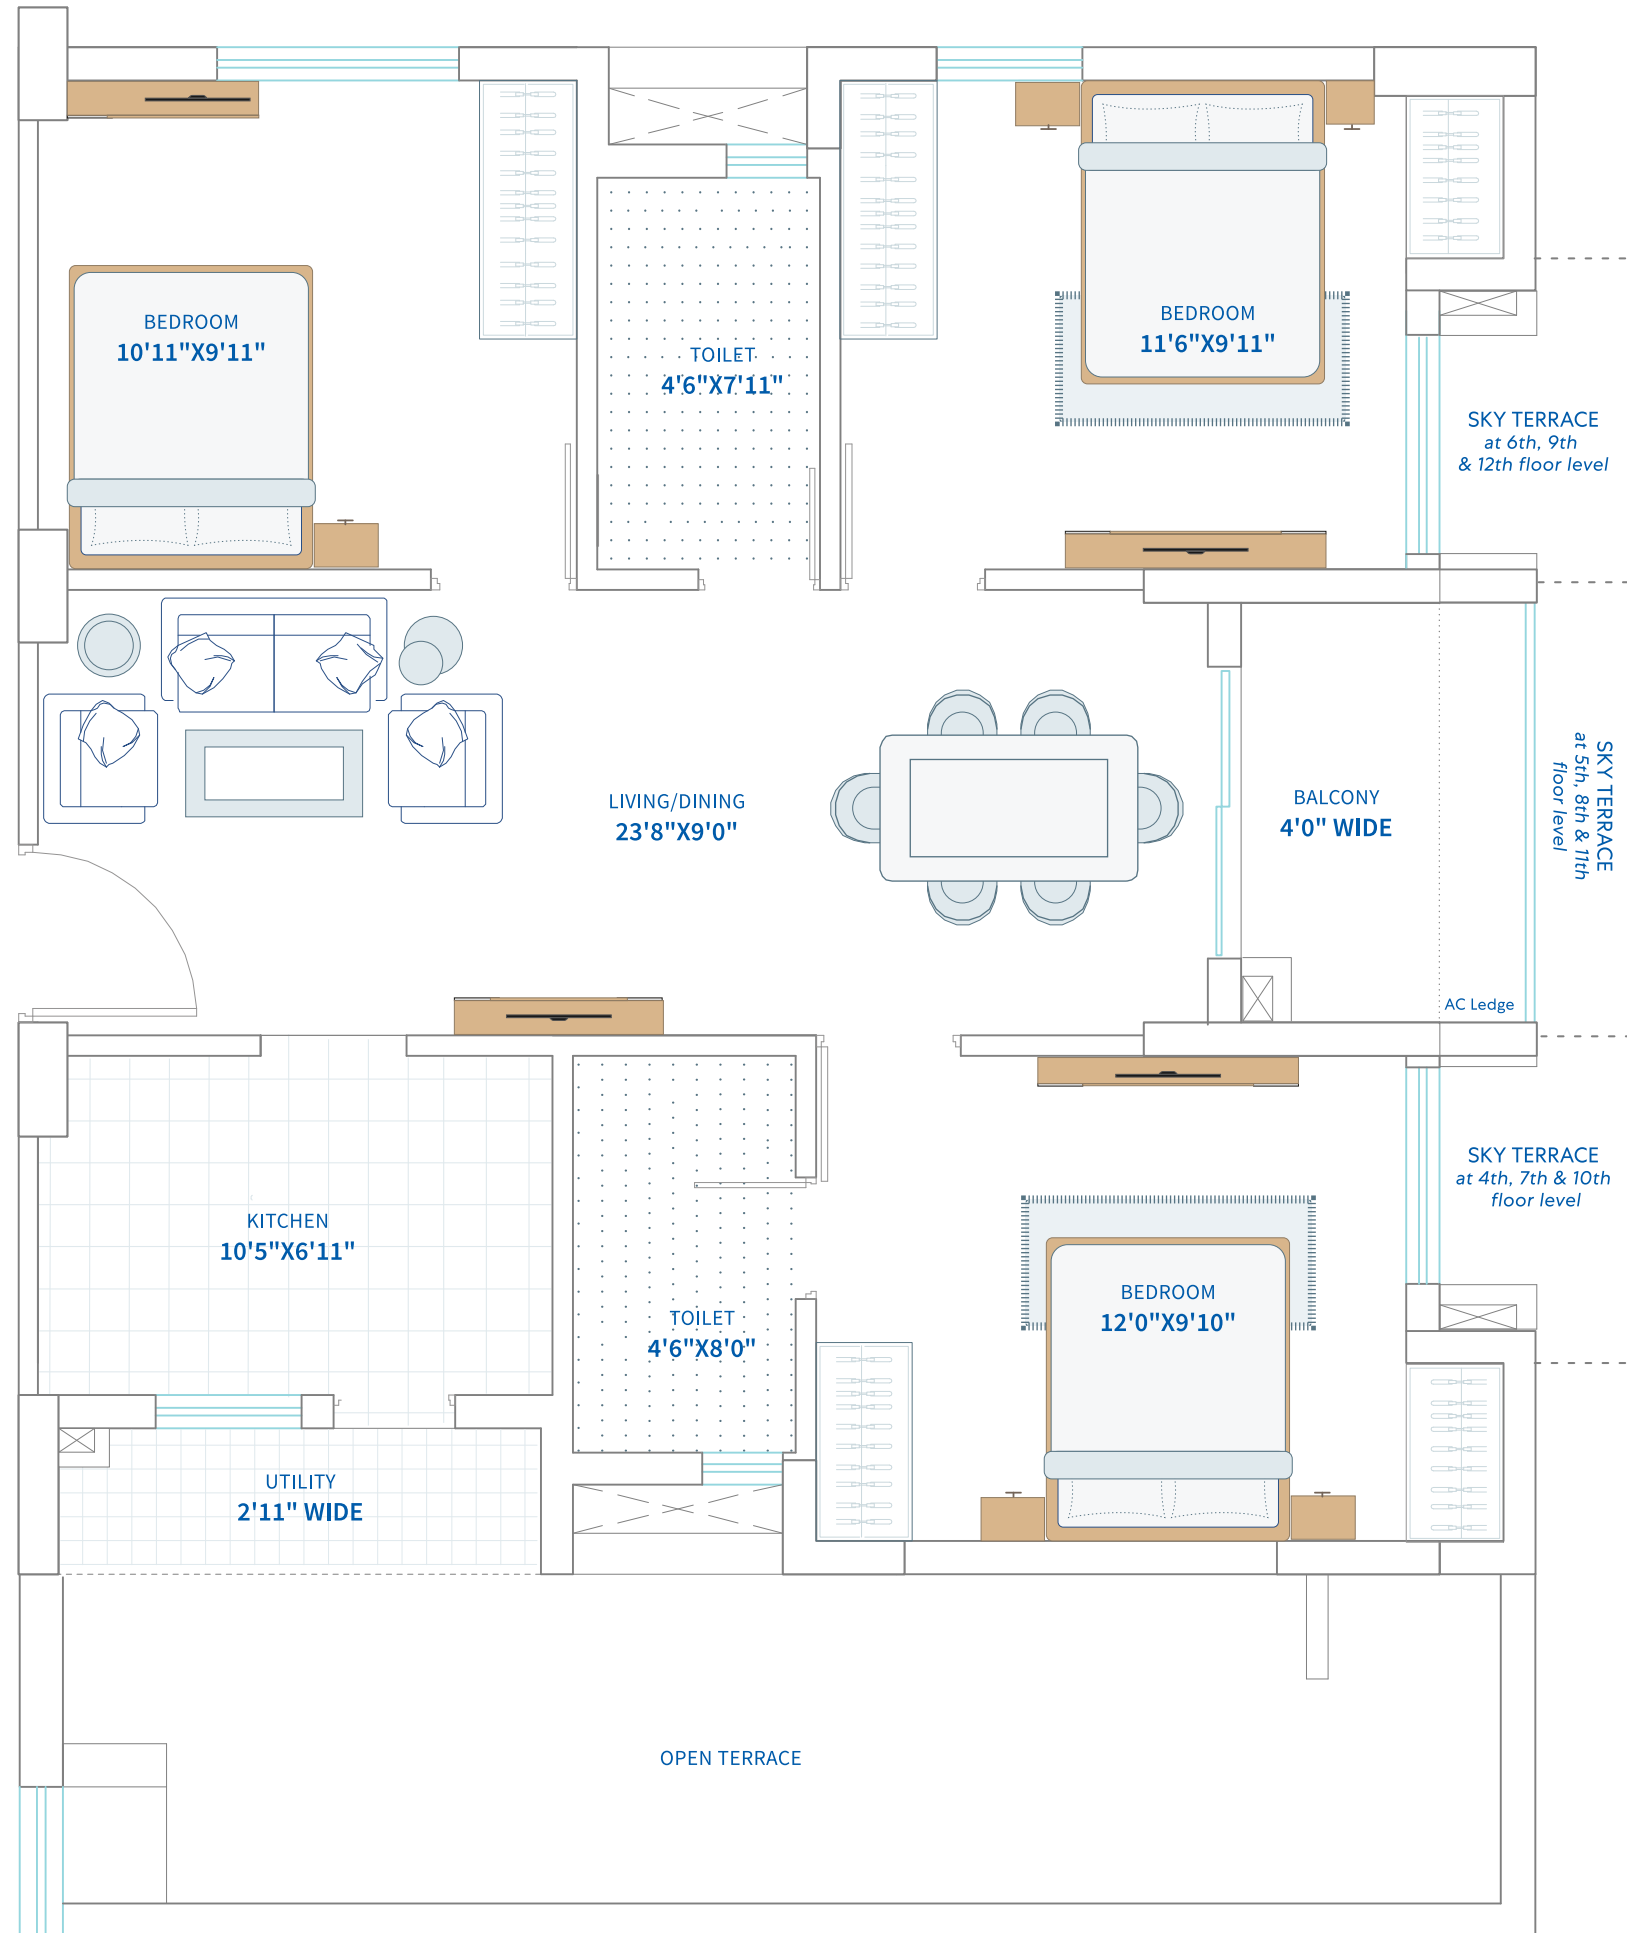 BEDROOM
10'11"X9'11"
TOILET
4'6"X7'11"
BEDROOM
11'6"X9'11"
SKY TERRACE
at 6th, 9th
& 12th floor level
LIVING/DINING
23'8"X9'0"
BALCONY
4'0" WIDE
SKY TERRACE
at 5th, 8th & 11th
floor level
AC Ledge
KITCHEN
10'5"X6'11"
TOILET
4'6"X8'0"
BEDROOM
12'0"X9'10"
SKY TERRACE
at 4th, 7th & 10th
floor level
UTILITY
2'11" WIDE
OPEN TERRACE